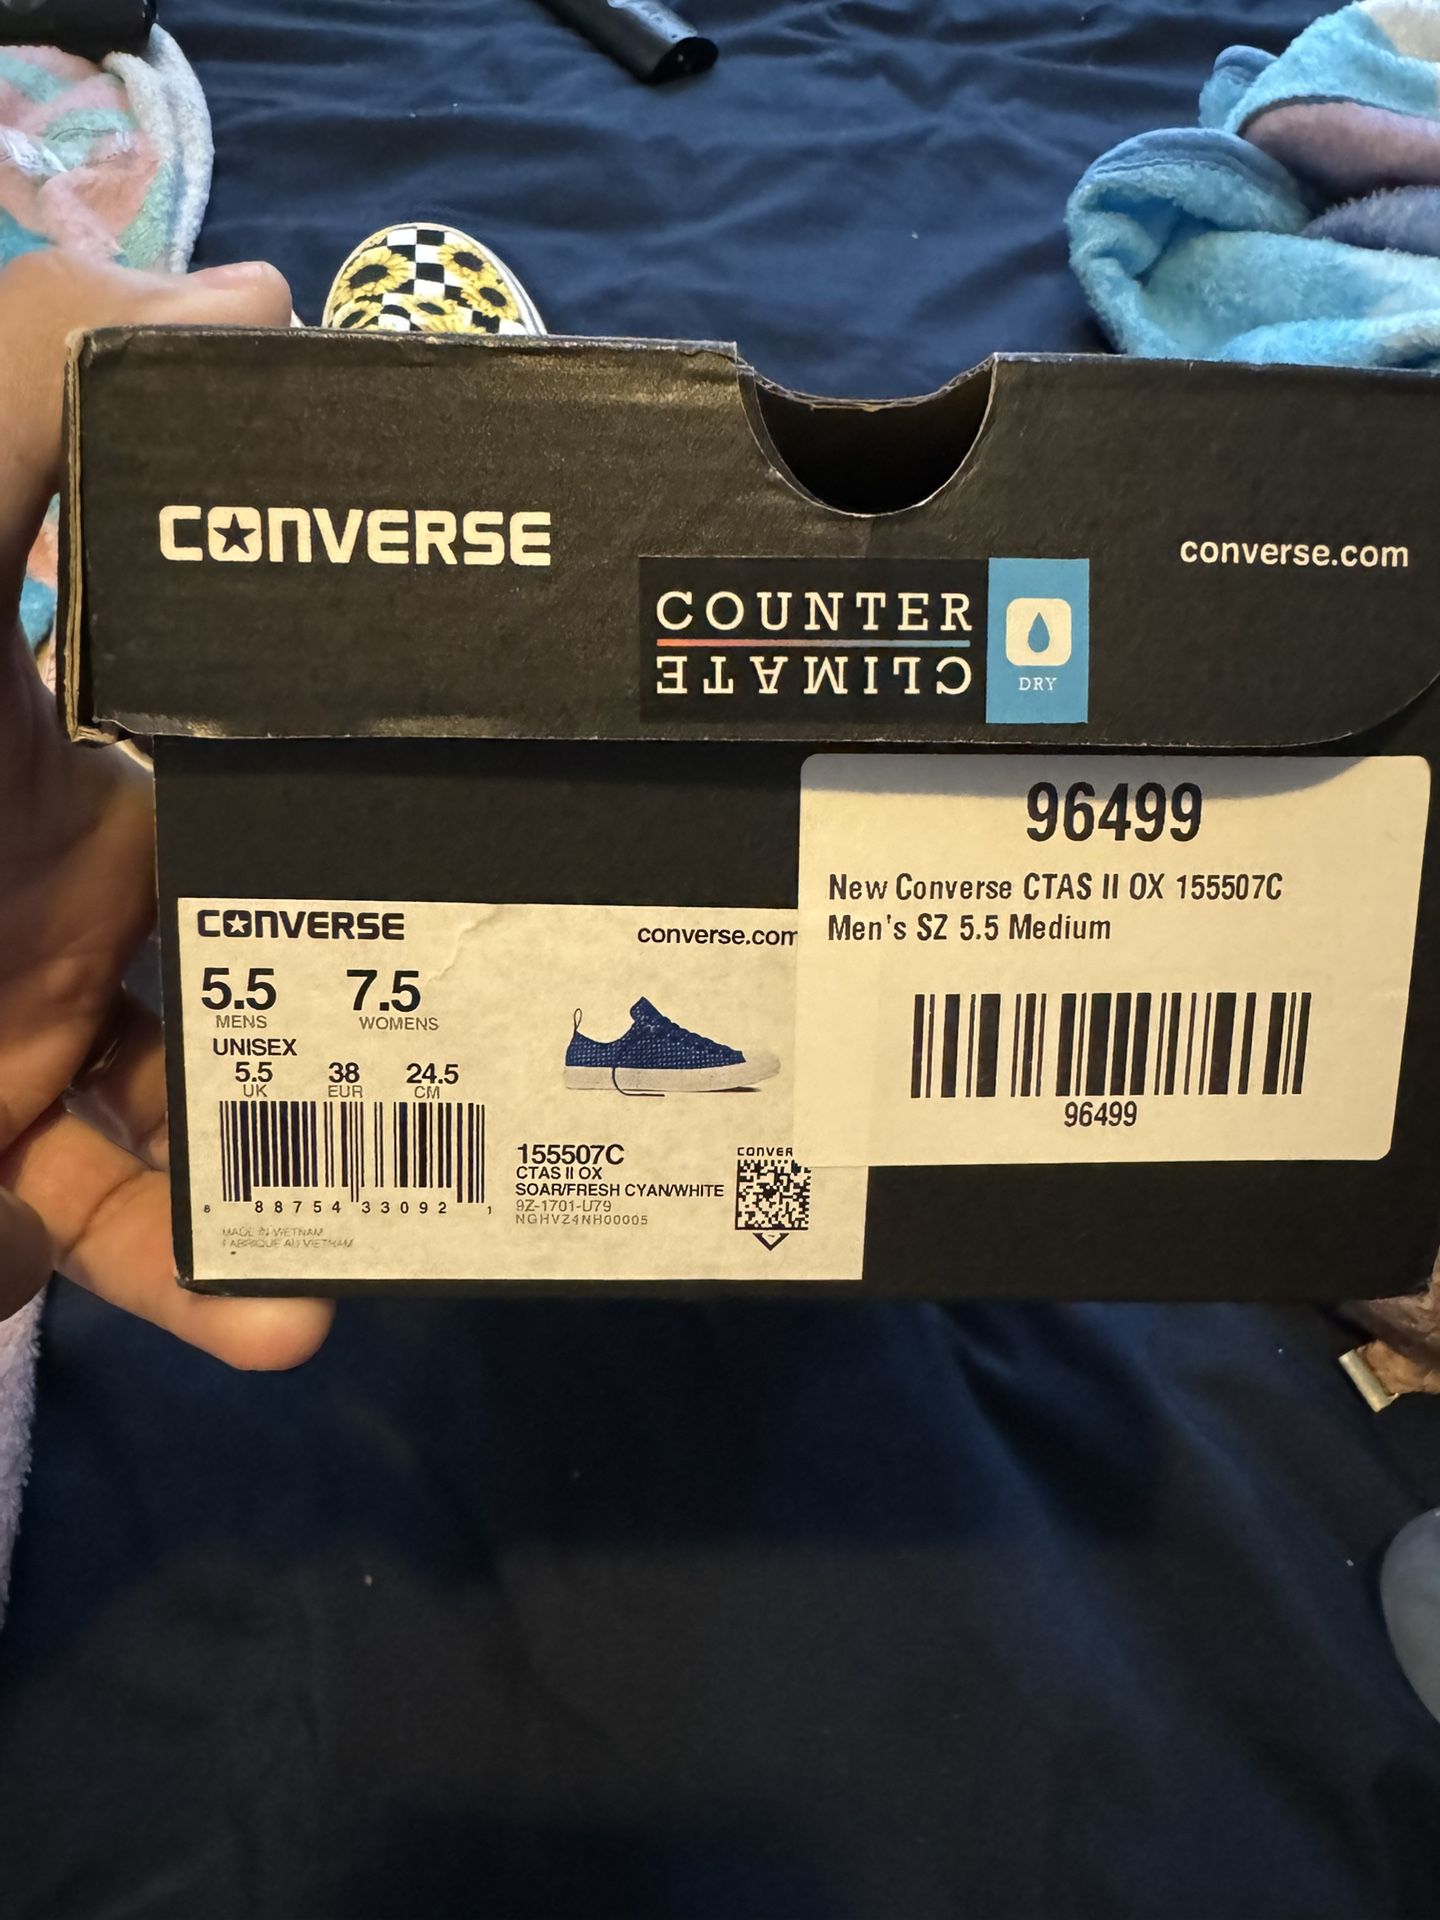 CONVERSE
converse.com
COUNTER
CLIMATE
DRY
96499
New Converse CTAS II OX 155507C
Men's SZ 5.5 Medium
96499
CONVERSE
converse.com
5.5 7.5
MENS WOMENS
UNISEX
5.5 38 24.5
UK EUR CM
8 88754 33092 1
MADE IN VIETNAM
FABRIQUE AU VIETNAM
155507C
CTAS II OX
SOAR/FRESH CYAN/WHITE
9Z-1701-U79
NGHVZ4NH00005
CONVER